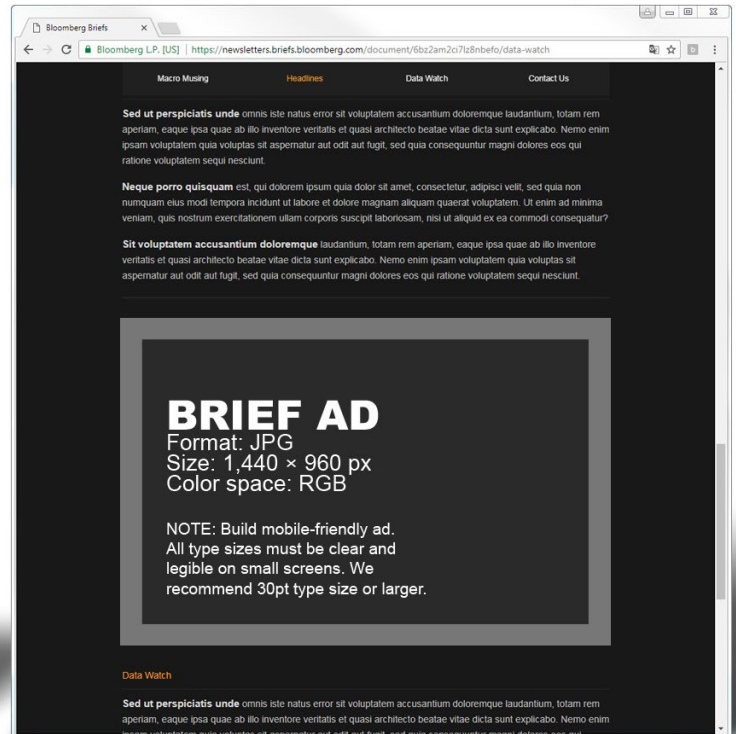 Bloomberg Briefs
Bloomberg L.P. [US] | https://newsletters.briefs.bloomberg.com/document/6bz2am2ci7lz8nbefo/data-watch
Macro Musing Headlines Data Watch Contact Us
Sed ut perspiciatis unde omnis iste natus error sit voluptatem accusantium doloremque laudantium, totam rem
aperiam, eaque ipsa quae ab illo inventore veritatis et quasi architecto beatae vitae dicta sunt explicabo. Nemo enim
ipsam voluptatem quia voluptas sit aspernatur aut odit aut fugit, sed quia consequuntur magni dolores eos qui
ratione voluptatem sequi nesciunt.
Neque porro quisquam est, qui dolorem ipsum quia dolor sit amet, consectetur, adipisci velit, sed quia non
numquam eius modi tempora incidunt ut labore et dolore magnam aliquam quaerat voluptatem. Ut enim ad minima
veniam, quis nostrum exercitationem ullam corporis suscipit laboriosam, nisi ut aliquid ex ea commodi consequatur?
Sit voluptatem accusantium doloremque laudantium, totam rem aperiam, eaque ipsa quae ab illo inventore
veritatis et quasi architecto beatae vitae dicta sunt explicabo. Nemo enim ipsam voluptatem quia voluptas sit
aspernatur aut odit aut fugit, sed quia consequuntur magni dolores eos qui ratione voluptatem sequi nesciunt.
BRIEF AD
Format: JPG
Size: 1,440 × 960 px
Color space: RGB
NOTE: Build mobile-friendly ad.
All type sizes must be clear and
legible on small screens. We
recommend 30pt type size or larger.
Data Watch
Sed ut perspiciatis unde omnis iste natus error sit voluptatem accusantium doloremque laudantium, totam rem
aperiam, eaque ipsa quae ab illo inventore veritatis et quasi architecto beatae vitae dicta sunt explicabo. Nemo enim